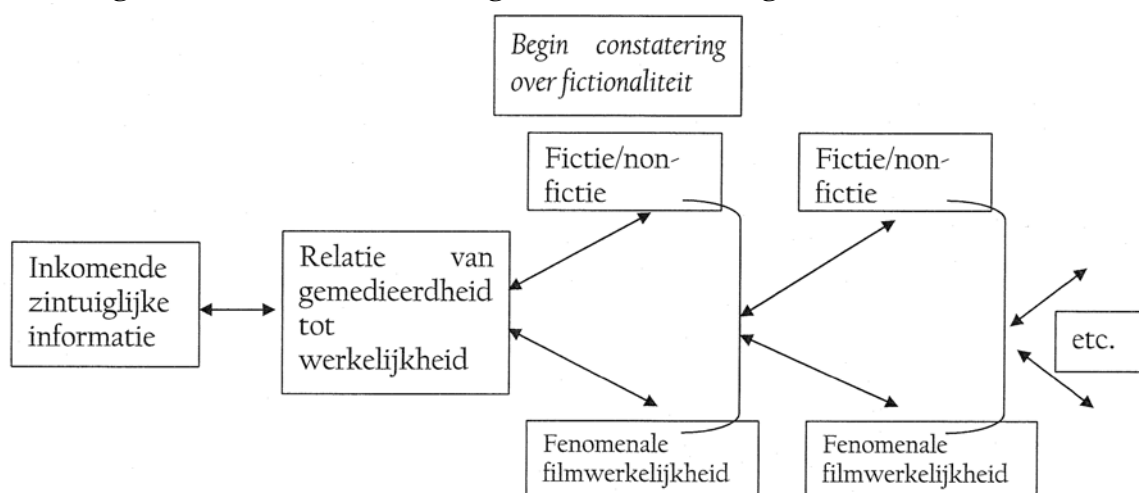 Begin constatering
over fictionaliteit
Fictie/non-
fictie
Fictie/non-
fictie
Inkomende
zintuiglijke
informatie
Relatie van
gemedieerdheid
tot
werkelijkheid
etc.
Fenomenale
filmwerkelijkheid
Fenomenale
filmwerkelijkheid